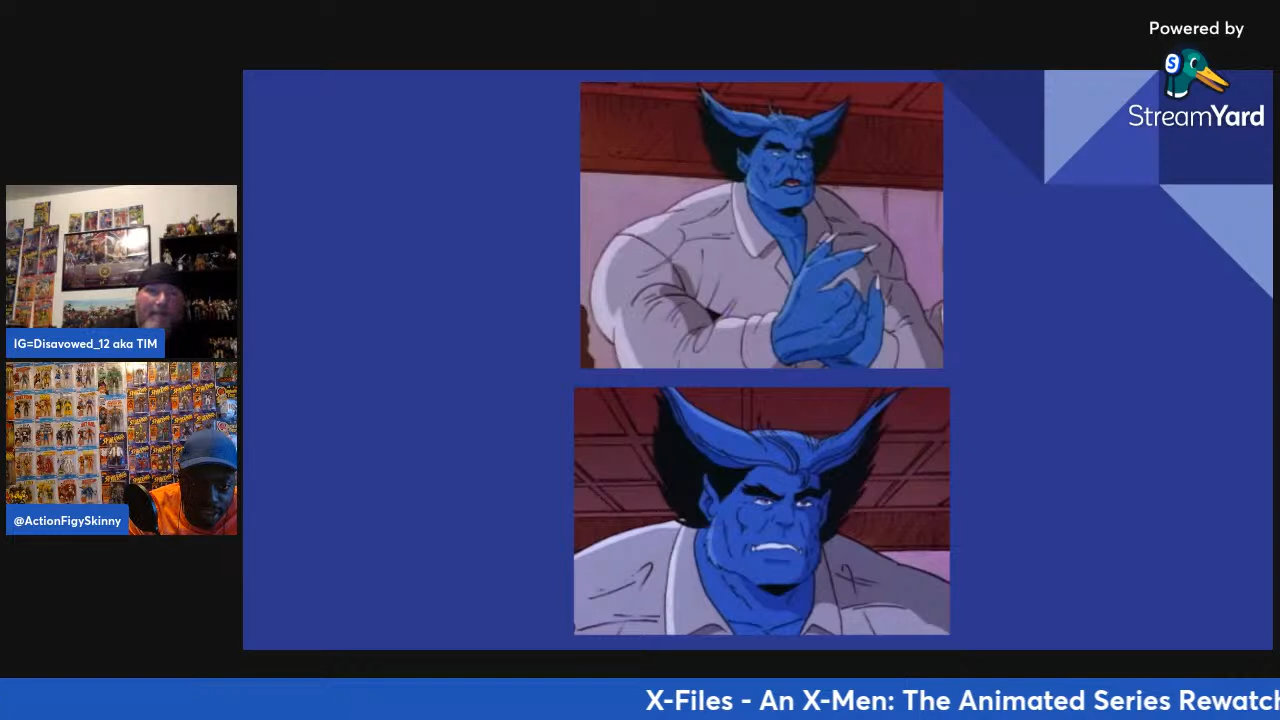 Powered by
S
StreamYard
IG=Disavowed_12 aka TIM
@ActionFigySkinny
X-Files - An X-Men: The Animated Series Rewatch